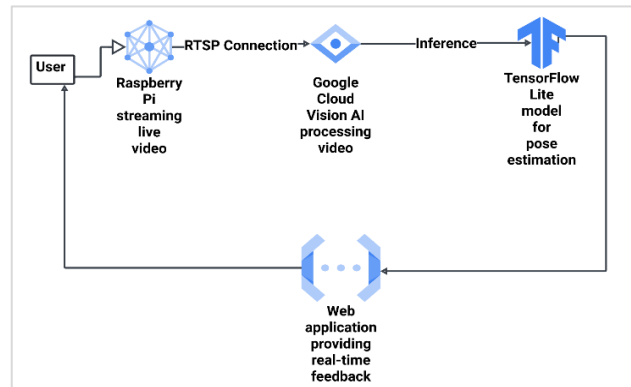 User
RTSP Connection
Inference
Raspberry
Pi
streaming
live
video
Google
Cloud
Vision AI
processing
video
TensorFlow
Lite
model
for
pose
estimation
Web
application
providing
real-time
feedback